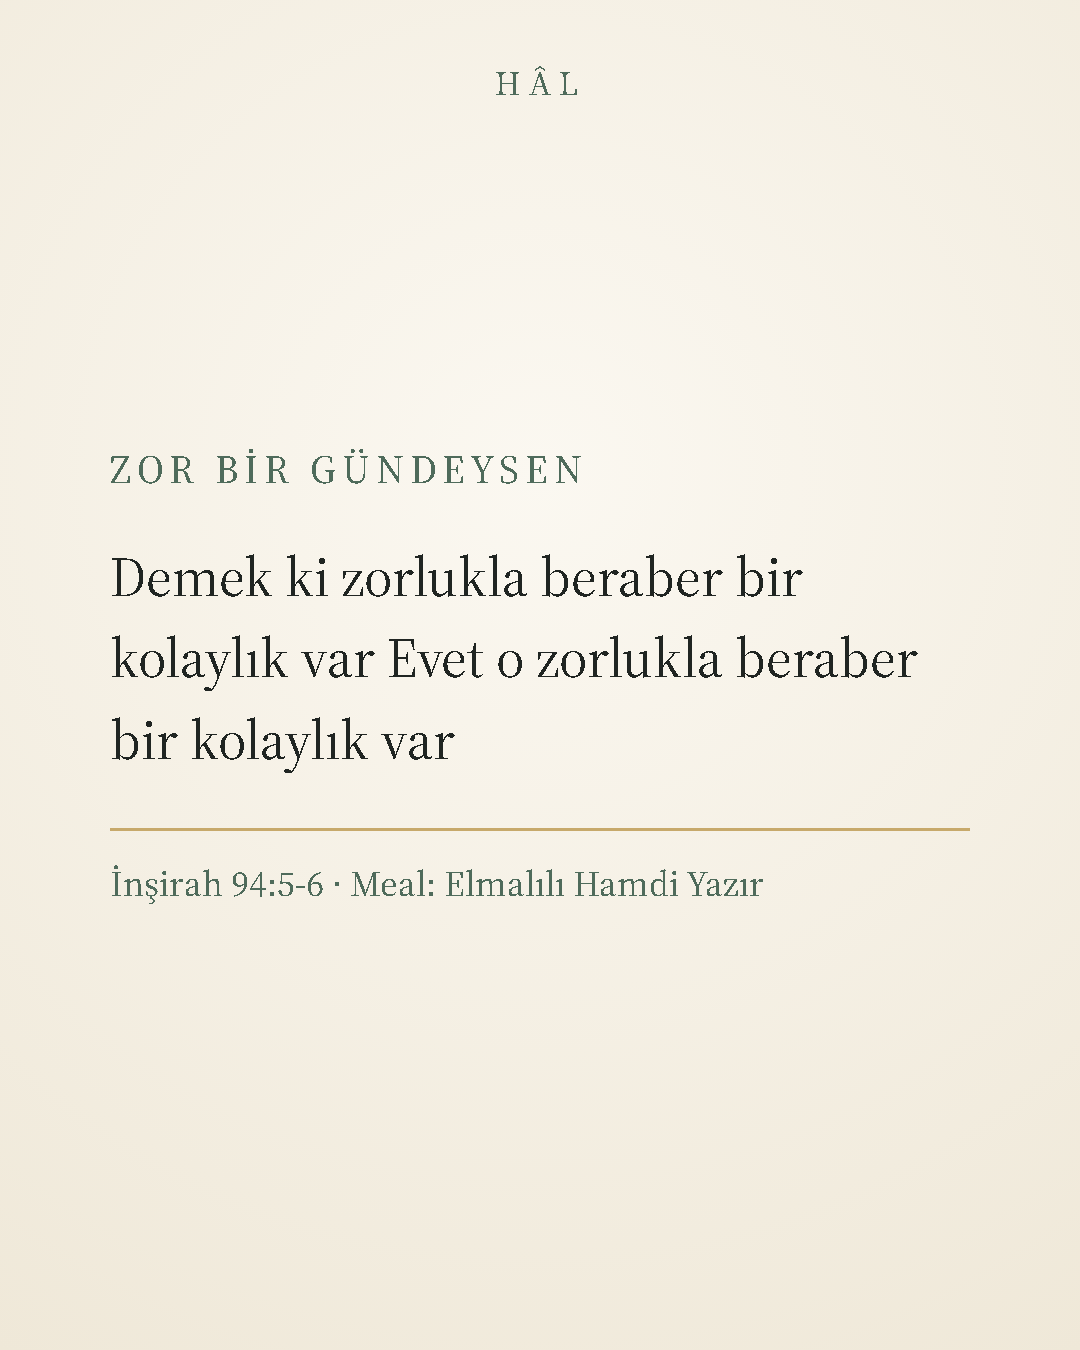 HÂL
ZOR BİR GÜNDEYSEN
Demek ki zorlukla beraber bir
kolaylık var Evet o zorlukla beraber
bir kolaylık var
İnşirah 94:5-6 · Meal: Elmalılı Hamdi Yazır